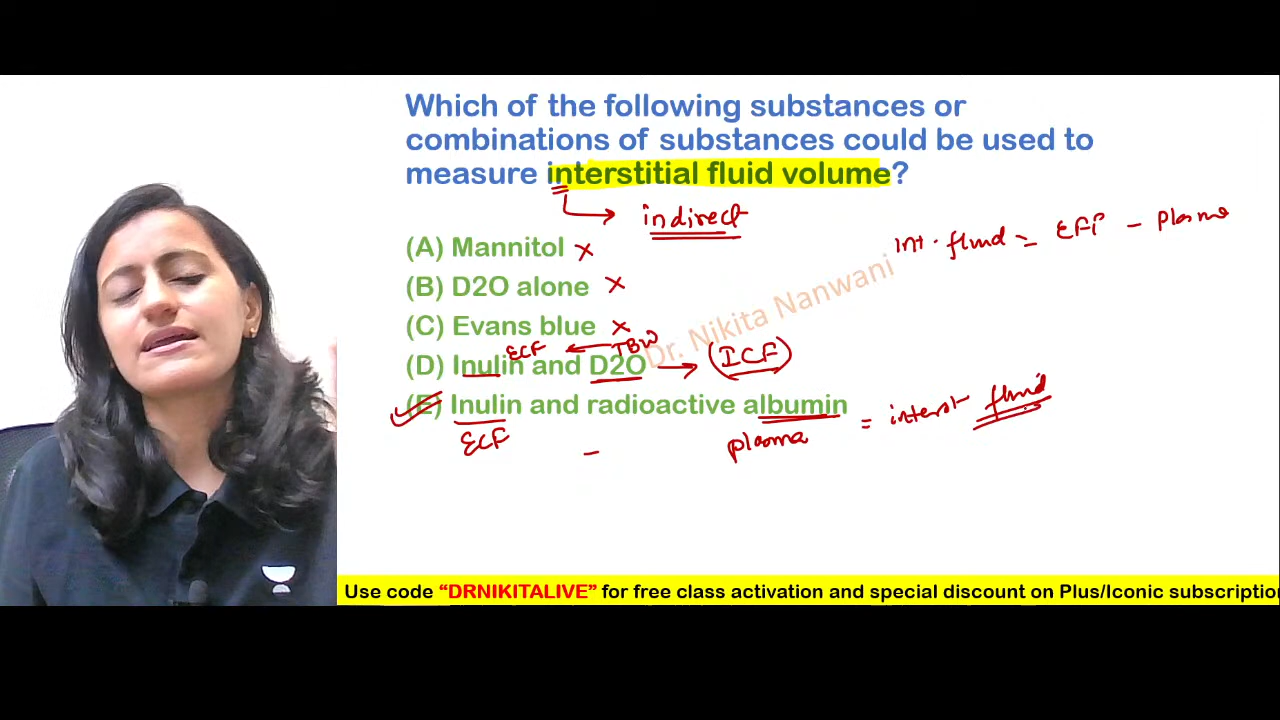 Which of the following substances or
combinations of substances could be used to
measure interstitial fluid volume?
indirect
int. fluid = EFF - Plasma
(A) Mannitol ×
(B) D2O alone ×
(C) Evans blue ×
Dr. Nikita Nanwani
ECF ← TBW
(D) Inulin and D2O → (ICF)
(E) Inulin and radioactive albumin
ECF - plasma = interst fluid
Use code “DRNIKITALIVE” for free class activation and special discount on Plus/Iconic subscription